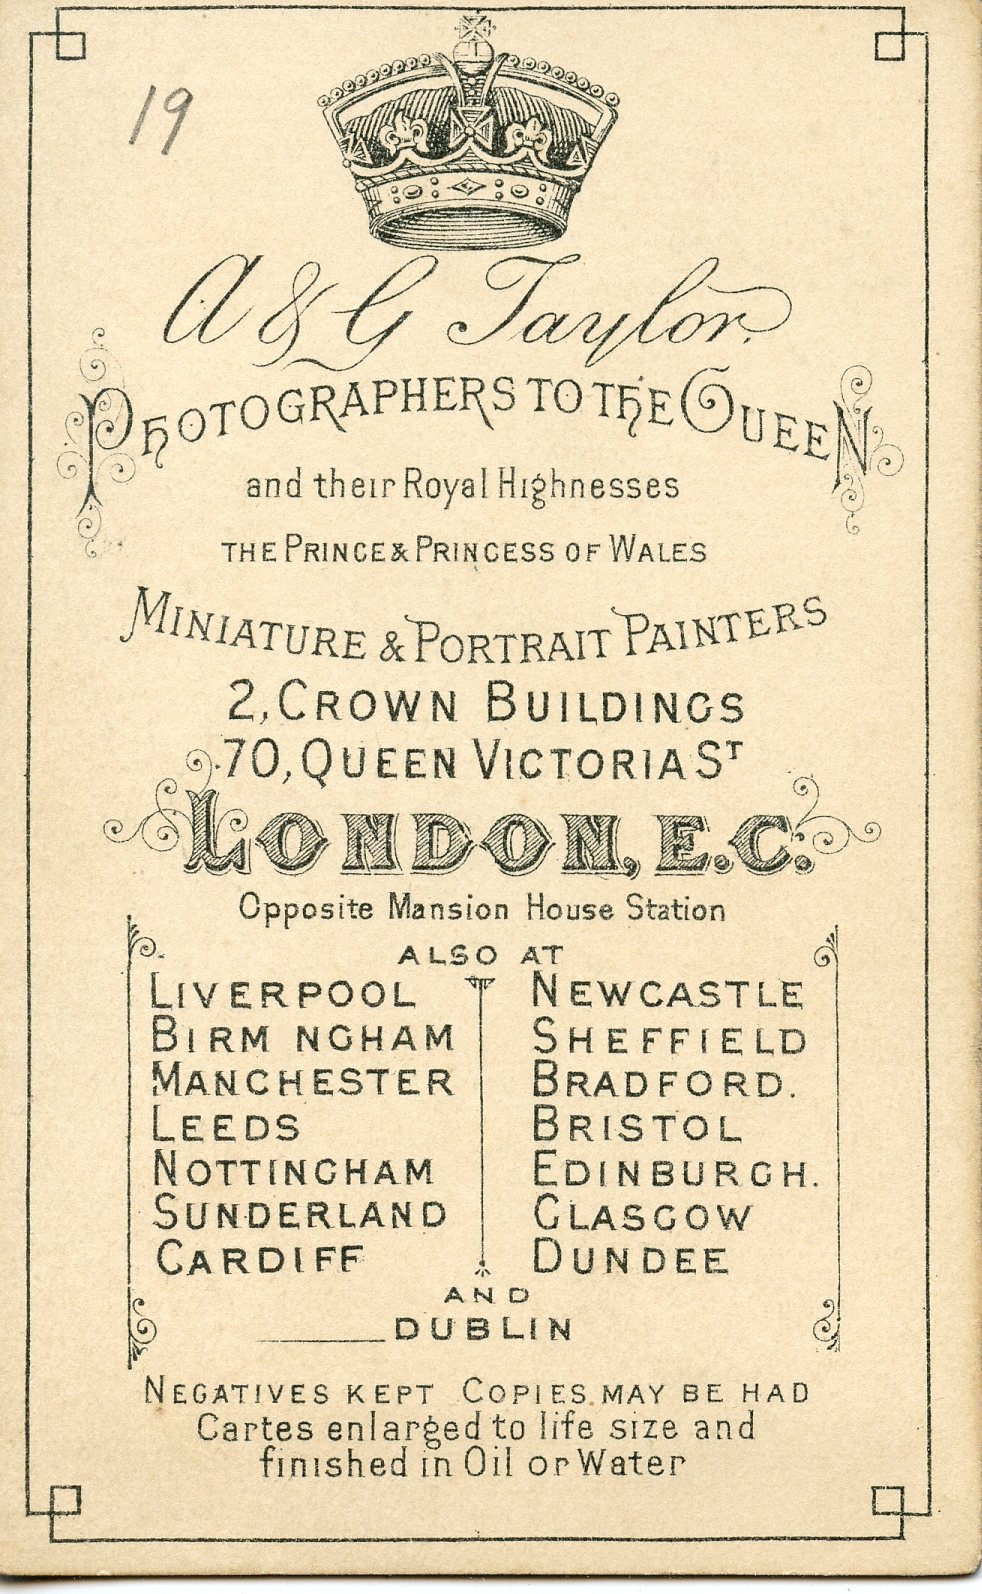 19
A & G Taylor.
PHOTOGRAPHERS TO THE QUEEN
and their Royal Highnesses
THE PRINCE & PRINCESS OF WALES
MINIATURE & PORTRAIT PAINTERS
2, CROWN BUILDINGS
70, QUEEN VICTORIA ST
LONDON, E.C.
Opposite Mansion House Station
ALSO AT
LIVERPOOL
BIRM NGHAM
MANCHESTER
LEEDS
NOTTINGHAM
SUNDERLAND
CARDIFF
NEWCASTLE
SHEFFIELD
BRADFORD.
BRISTOL
EDINBURGH.
GLASGOW
DUNDEE
AND
DUBLIN
NEGATIVES KEPT COPIES MAY BE HAD
Cartes enlarged to life size and
finished in Oil or Water